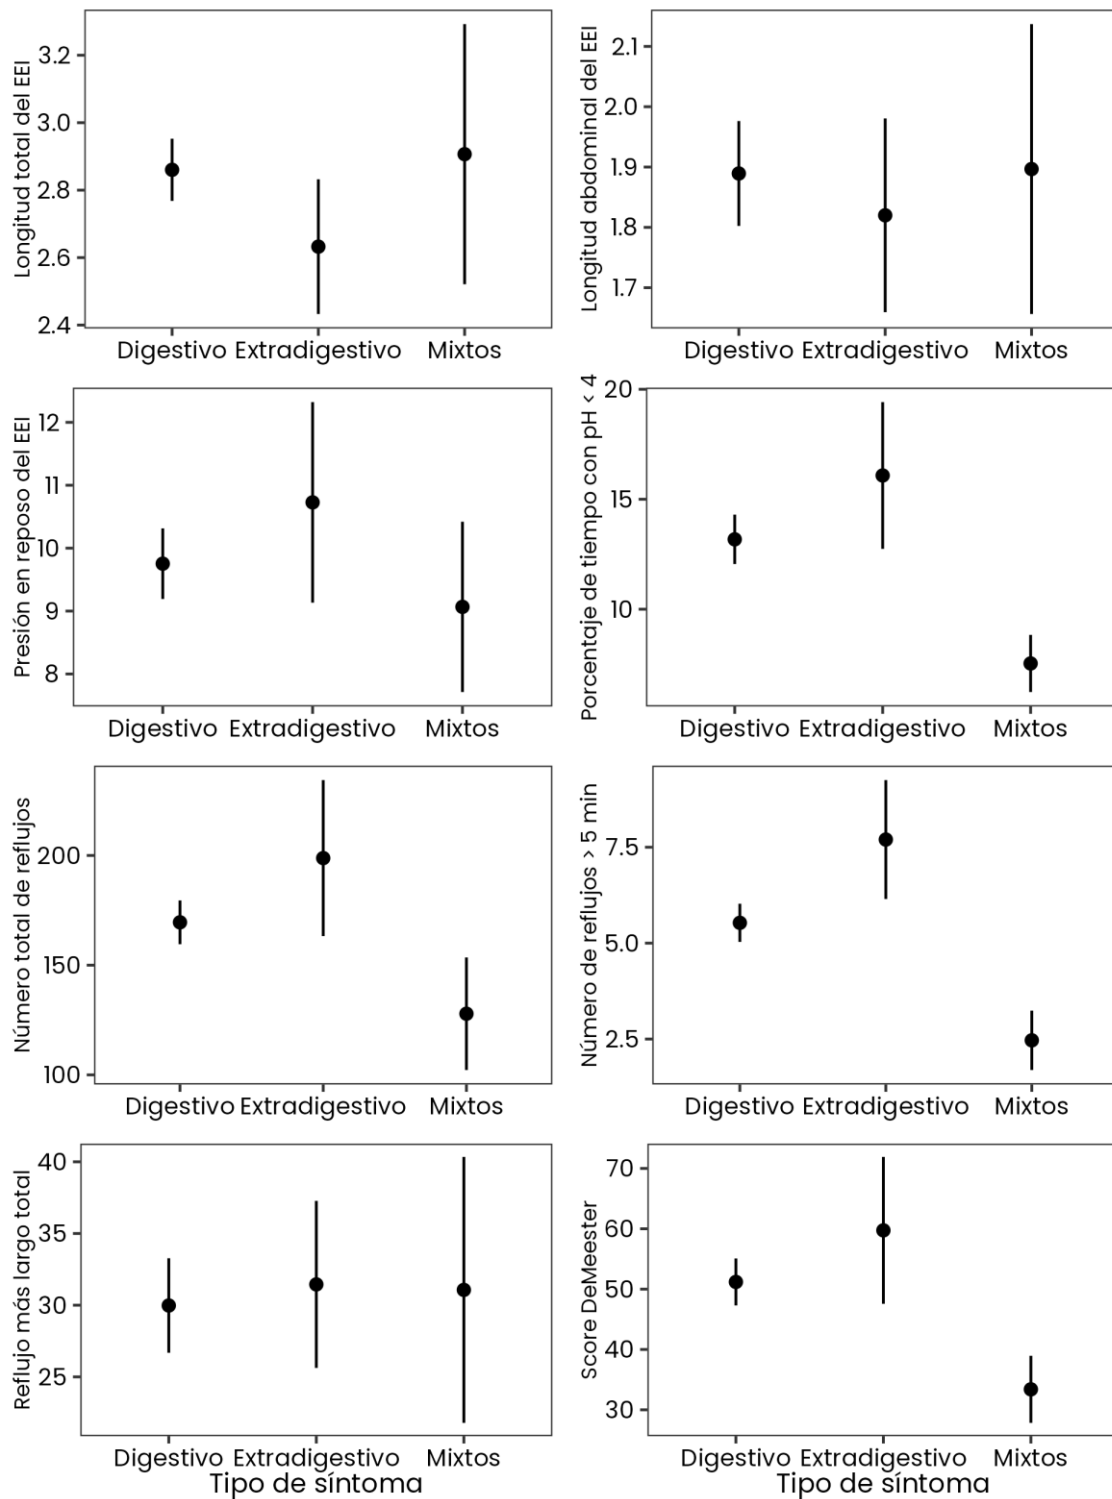 Longitud total del EEI
3.2
3.0
2.8
2.6
2.4
Digestivo Extradigestivo Mixtos
Longitud abdominal del EEI
2.1
2.0
1.9
1.8
1.7
Digestivo Extradigestivo Mixtos
Presión en reposo del EEI
12
11
10
9
8
Digestivo Extradigestivo Mixtos
Porcentaje de tiempo con pH < 4
20
15
10
Digestivo Extradigestivo Mixtos
Número total de reflujos
200
150
100
Digestivo Extradigestivo Mixtos
Número de reflujos > 5 min
7.5
5.0
2.5
Digestivo Extradigestivo Mixtos
Reflujo más largo total
40
35
30
25
Digestivo Extradigestivo Mixtos
Tipo de síntoma
Score DeMeester
70
60
50
40
30
Digestivo Extradigestivo Mixtos
Tipo de síntoma